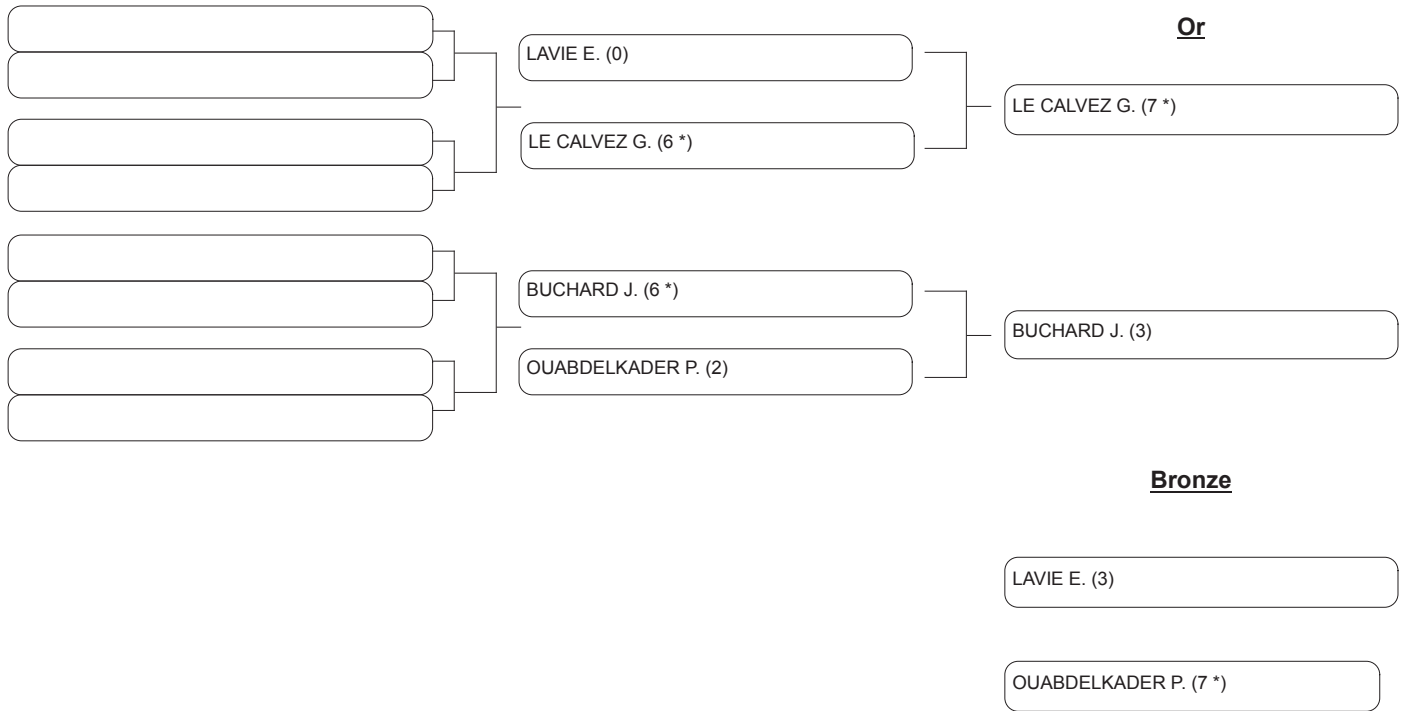 Or
LAVIE E. (0)
LE CALVEZ G. (7 *)
LE CALVEZ G. (6 *)
BUCHARD J. (6 *)
BUCHARD J. (3)
OUABDELKADER P. (2)
Bronze
LAVIE E. (3)
OUABDELKADER P. (7 *)